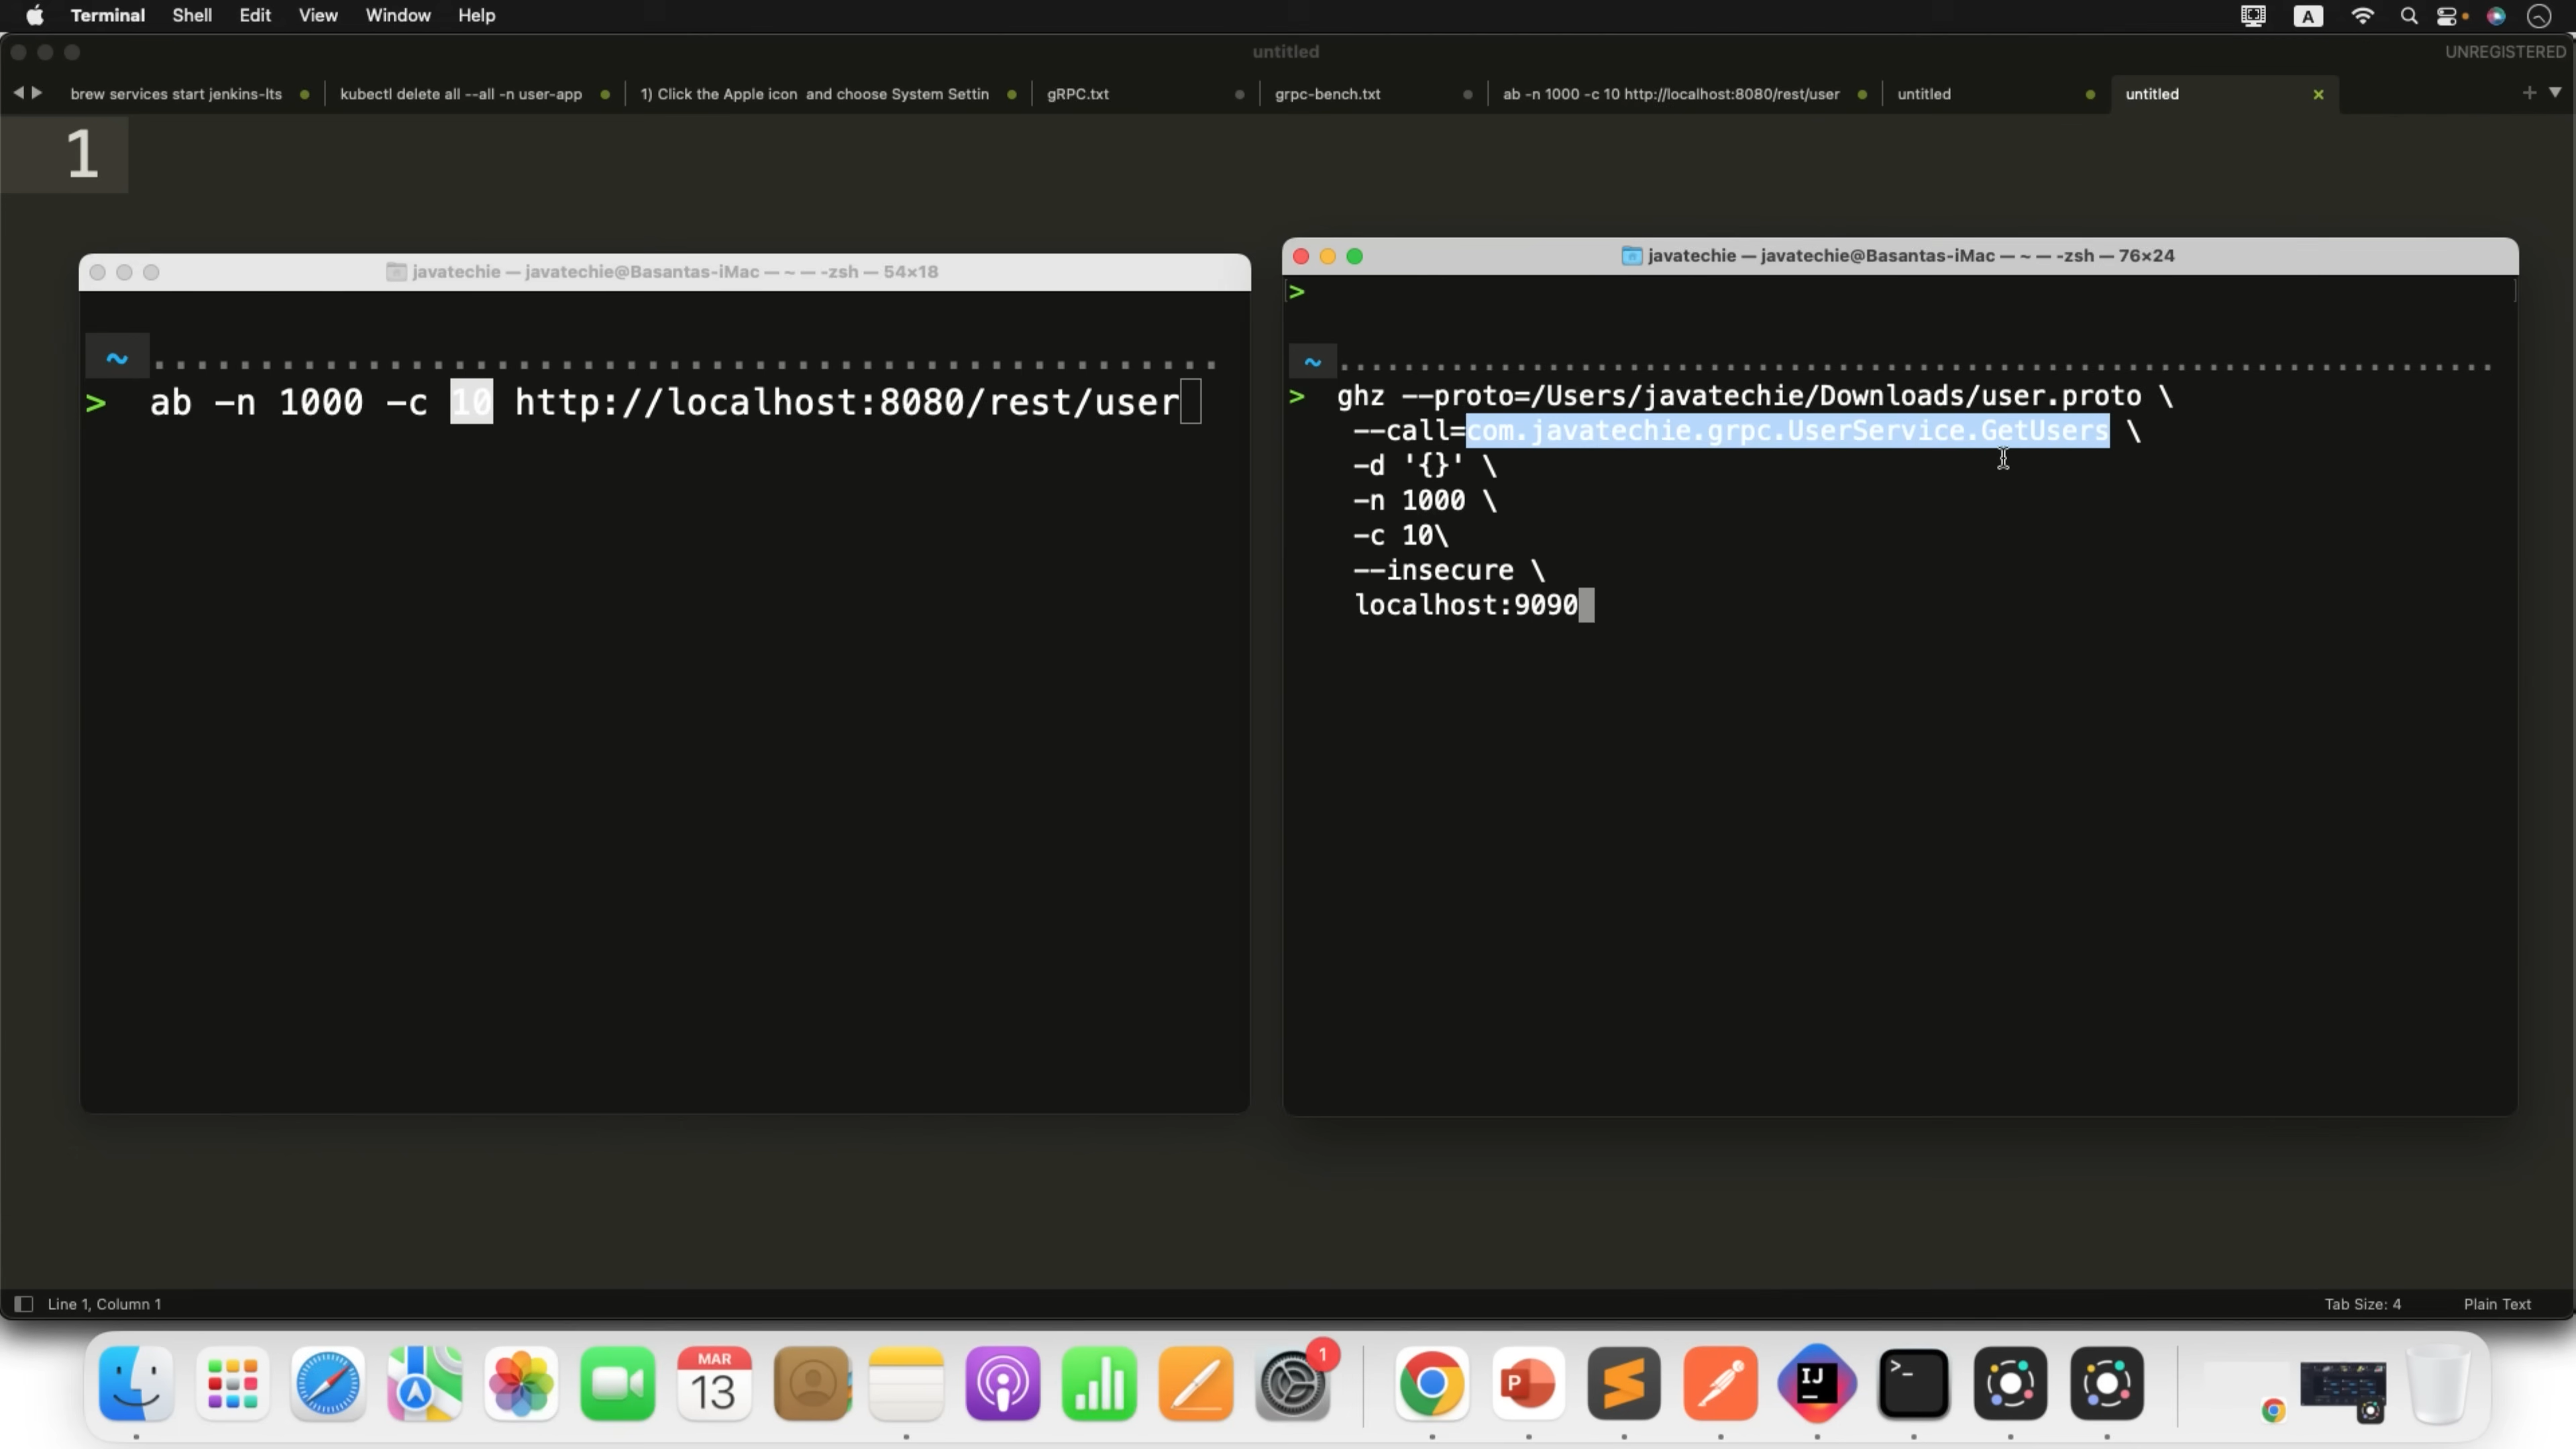 Terminal Shell Edit View Window Help
A
untitled
UNREGISTERED
brew services start jenkins-lts
kubectl delete all --all -n user-app
1) Click the Apple icon  and choose System Settin
gRPC.txt
grpc-bench.txt
ab -n 1000 -c 10 http://localhost:8080/rest/user
untitled
untitled
1
javatechie — javatechie@Basantas-iMac — ~ — -zsh — 54×18
~
> ab -n 1000 -c 10 http://localhost:8080/rest/user
javatechie — javatechie@Basantas-iMac — ~ — -zsh — 76×24
>
~
> ghz --proto=/Users/javatechie/Downloads/user.proto \
--call=com.javatechie.grpc.UserService.GetUsers \
-d '{}' \
-n 1000 \
-c 10\
--insecure \
localhost:9090
Line 1, Column 1
Tab Size: 4
Plain Text
MAR
13
1
P
IJ
>_